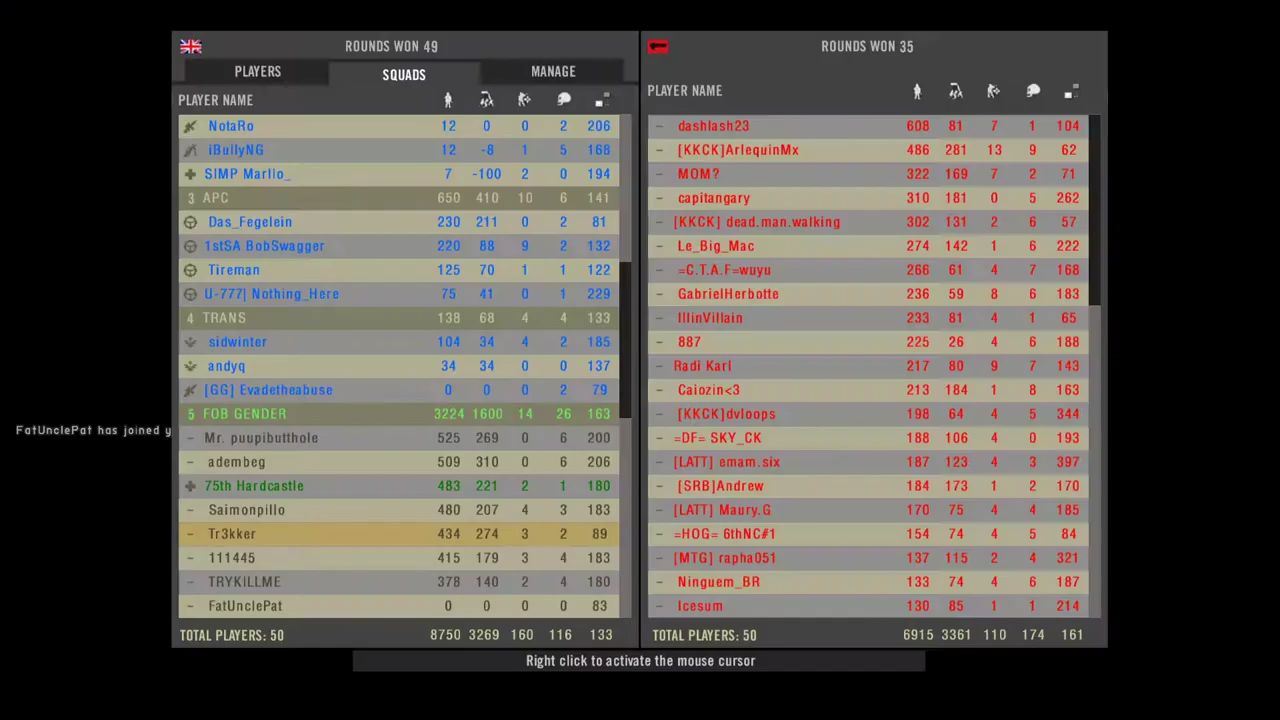 ROUNDS WON 49
PLAYERS SQUADS MANAGE
PLAYER NAME
NotaRo 12 0 0 2 206
iBullyNG 12 -8 1 5 168
SIMP Marllo_ 7 -100 2 0 194
3 APC 650 410 10 6 141
Das_Fegelein 230 211 0 2 81
1stSA BobSwagger 220 88 9 2 132
Tireman 125 70 1 1 122
U-777| Nothing_Here 75 41 0 1 229
4 TRANS 138 68 4 4 133
sidwinter 104 34 4 2 185
andyq 34 34 0 0 137
[GG] Evadetheabuse 0 0 0 2 79
5 FOB GENDER 3224 1600 14 26 163
- Mr. puupibutthole 525 269 0 6 200
- adembeg 509 310 0 6 206
75th Hardcastle 483 221 2 1 180
- Saimonpillo 480 207 4 3 183
- Tr3kker 434 274 3 2 89
- 111445 415 179 3 4 183
- TRYKILLME 378 140 2 4 180
- FatUnclePat 0 0 0 0 83
TOTAL PLAYERS: 50 8750 3269 160 116 133
ROUNDS WON 35
PLAYER NAME
- dashlash23 608 81 7 1 104
- [KKCK]ArlequinMx 486 281 13 9 62
- MOM? 322 169 7 2 71
- capitangary 310 181 0 5 262
- [KKCK] dead.man.walking 302 131 2 6 57
- Le_Big_Mac 274 142 1 6 222
- =C.T.A.F=wuyu 266 61 4 7 168
- GabrielHerbotte 236 59 8 6 183
- IllinVillain 233 81 4 1 65
- 887 225 26 4 6 188
- Radi Karl 217 80 9 7 143
- Caiozin<3 213 184 1 8 163
- [KKCK]dvloops 198 64 4 5 344
- =DF= SKY_CK 188 106 4 0 193
- [LATT] emam.six 187 123 4 3 397
- [SRB]Andrew 184 173 1 2 170
- [LATT] Maury.G 170 75 4 4 185
- =HOG= 6thNC#1 154 74 4 5 84
- [MTG] rapha051 137 115 2 4 321
- Ninguem_BR 133 74 4 6 187
- Icesum 130 85 1 1 214
TOTAL PLAYERS: 50 6915 3361 110 174 161
FatUnclePat has joined y
Right click to activate the mouse cursor